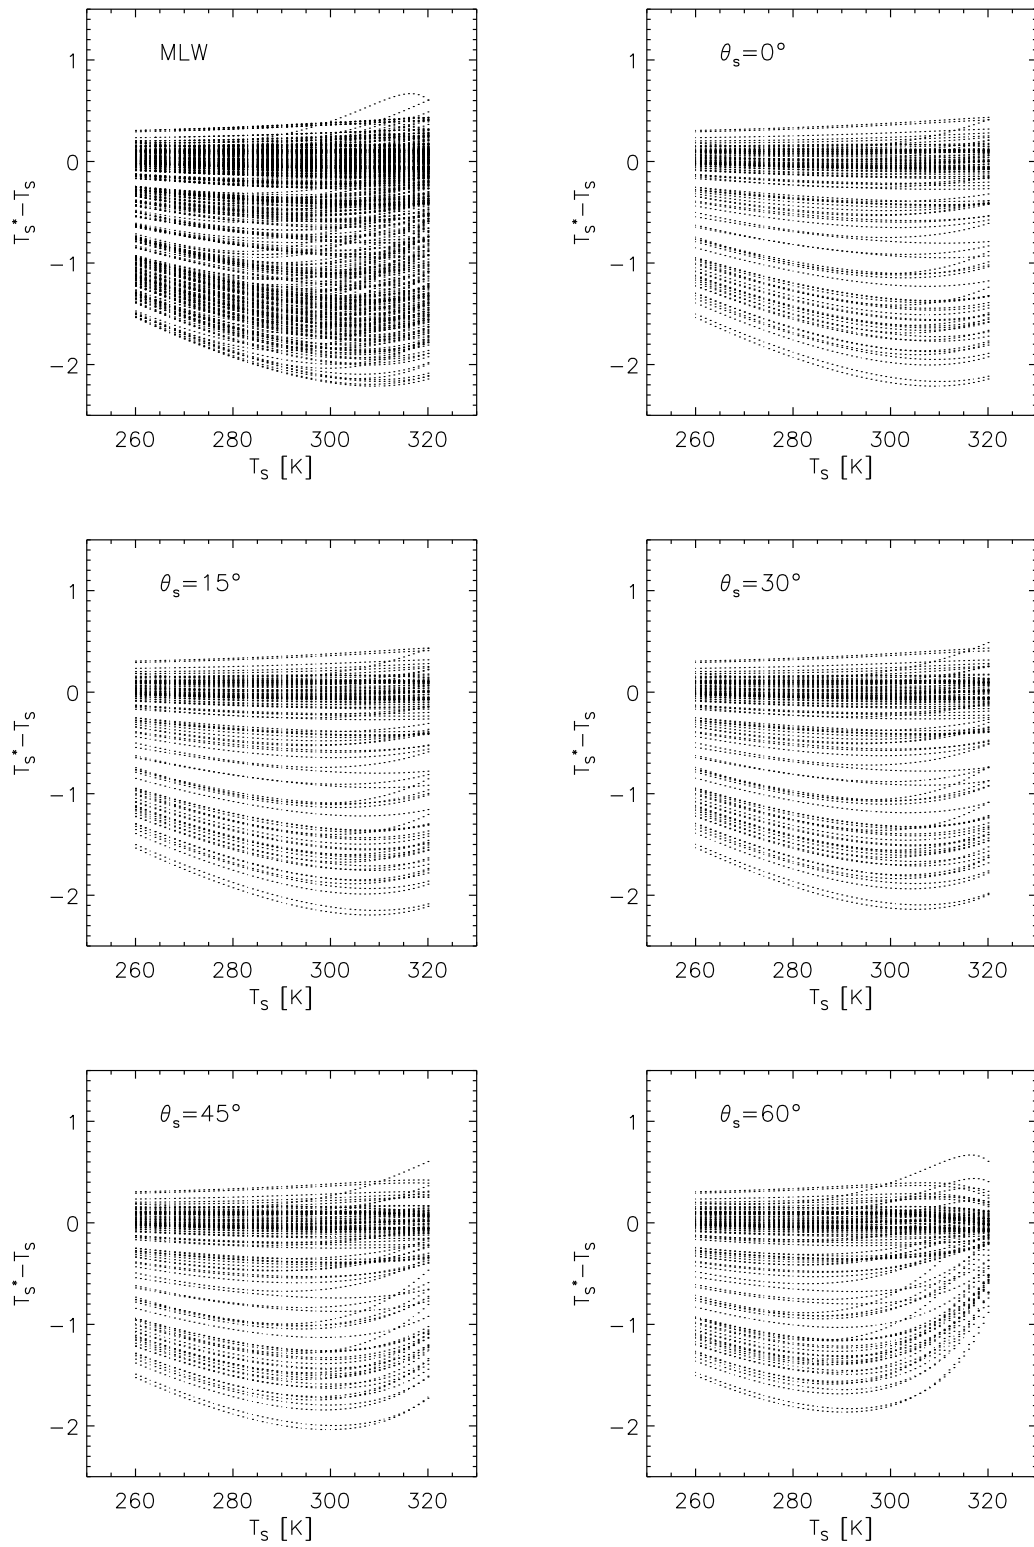 MLW
1
0
−1
−2
T_s* − T_s
260 280 300 320
T_s [K]
θ_s=0°
1
0
−1
−2
T_s* − T_s
260 280 300 320
T_s [K]
θ_s=15°
1
0
−1
−2
T_s* − T_s
260 280 300 320
T_s [K]
θ_s=30°
1
0
−1
−2
T_s* − T_s
260 280 300 320
T_s [K]
θ_s=45°
1
0
−1
−2
T_s* − T_s
260 280 300 320
T_s [K]
θ_s=60°
1
0
−1
−2
T_s* − T_s
260 280 300 320
T_s [K]